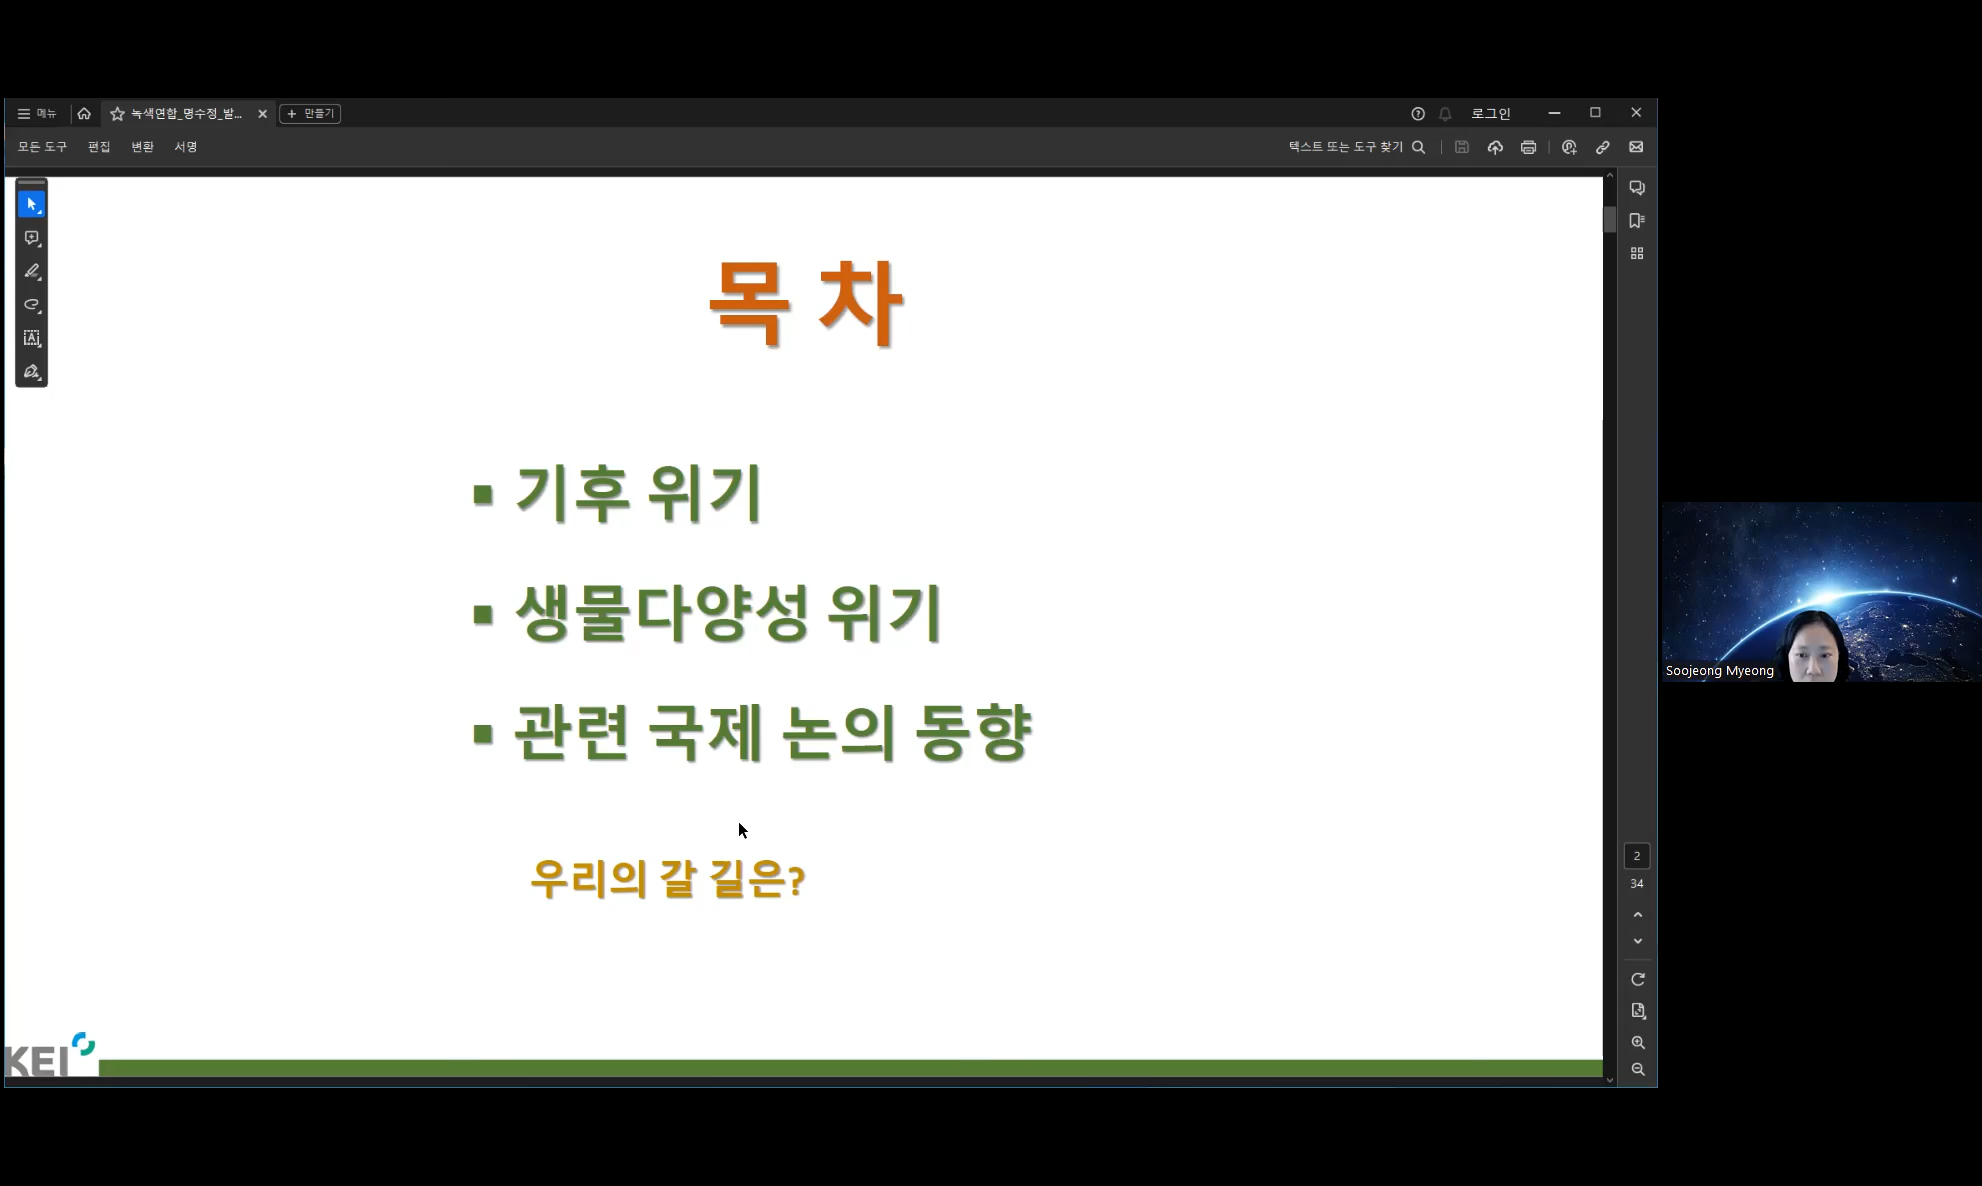 메뉴
녹색연합_명수정_발...
만들기
로그인
모든 도구
편집
변환
서명
텍스트 또는 도구 찾기
목 차
기후 위기
생물다양성 위기
관련 국제 논의 동향
우리의 갈 길은?
Soojeong Myeong
2
34
KEI